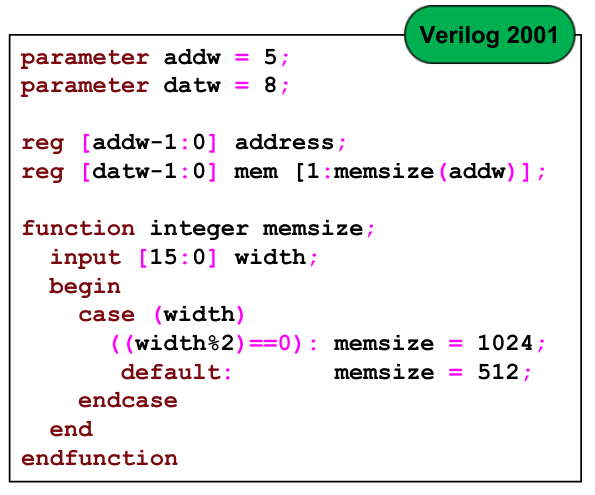 Verilog 2001
parameter addw = 5;
parameter datw = 8;
reg [addw-1:0] address;
reg [datw-1:0] mem [1:memsize(addw)];
function integer memsize;
input [15:0] width;
begin
case (width)
((width%2)==0): memsize = 1024;
default: memsize = 512;
endcase
end
endfunction